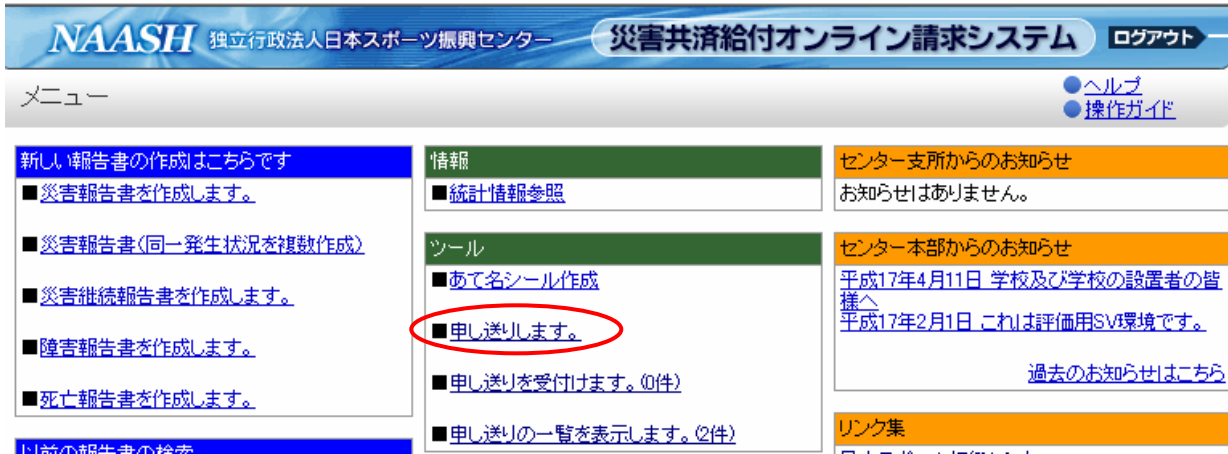 NAASH 独立行政法人日本スポーツ振興センター 災害共済給付オンライン請求システム ログアウト
メニュー
●ヘルプ
●操作ガイド
新しい報告書の作成はこちらです
■災害報告書を作成します。
■災害報告書(同一発生状況を複数作成)
■災害継続報告書を作成します。
■障害報告書を作成します。
■死亡報告書を作成します。
以前の報告書の検索
情報
■統計情報参照
ツール
■あて名シール作成
■申し送りします。
■申し送りを受付けます。(0件)
■申し送りの一覧を表示します。(2件)
センター支所からのお知らせ
お知らせはありません。
センター本部からのお知らせ
平成17年4月11日 学校及び学校の設置者の皆
様へ
平成17年2月1日 これは評価用SV環境です。
過去のお知らせはこちら
リンク集